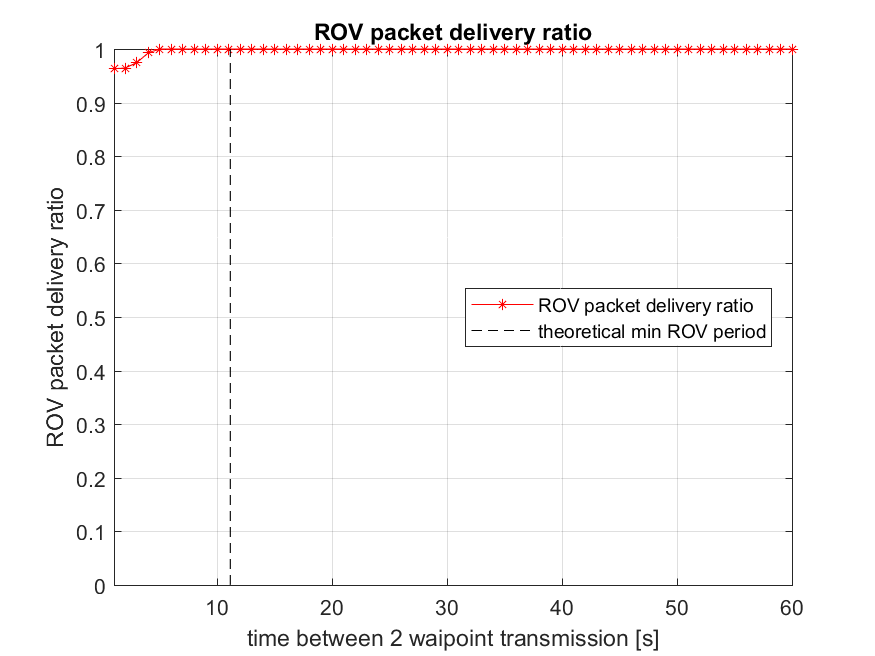 ROV packet delivery ratio
ROV packet delivery ratio
1
0.9
0.8
0.7
0.6
0.5
0.4
0.3
0.2
0.1
0
ROV packet delivery ratio
theoretical min ROV period
10 20 30 40 50 60
time between 2 waipoint transmission [s]